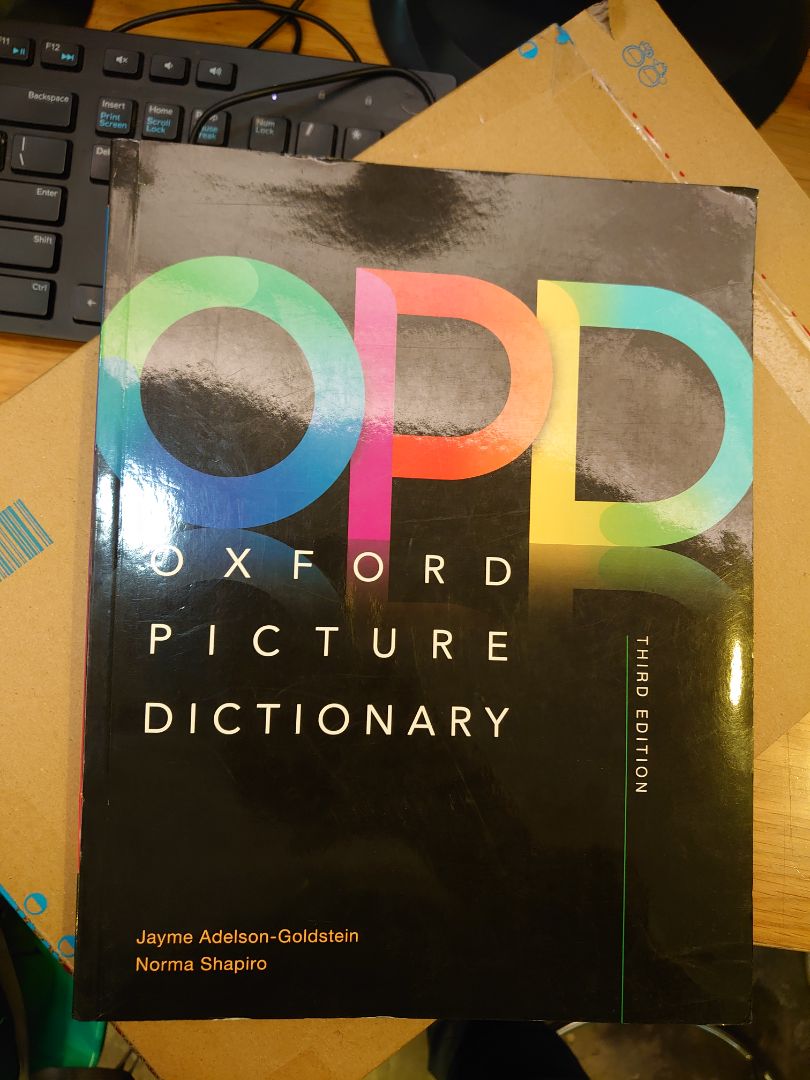 F11
F12
Backspace
Insert
Print
Screen
Home
Scroll
Lock
Num
Lock
/
*
|
\
Enter
Shift
Ctrl
OPD
OXFORD
PICTURE
DICTIONARY
THIRD EDITION
Jayme Adelson-Goldstein
Norma Shapiro